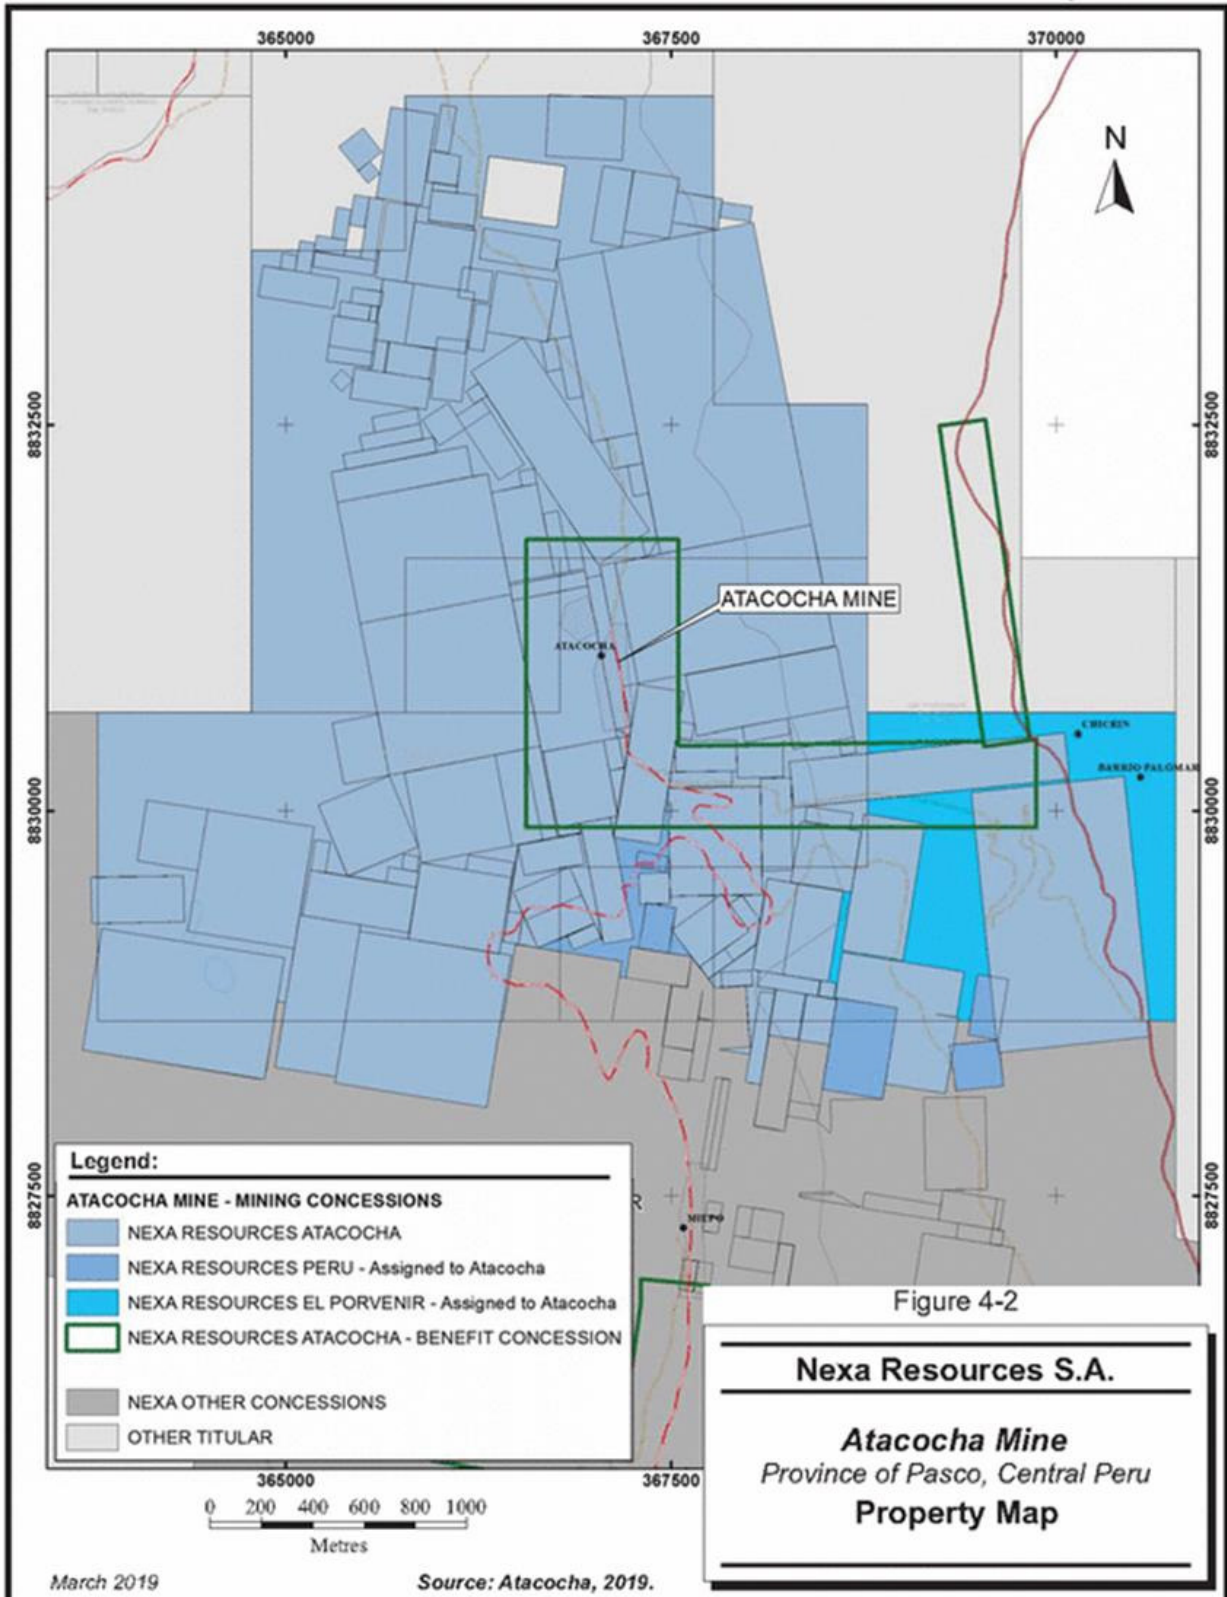 365000
367500
370000
N
8832500
8832500
ATACOCHA MINE
ATACOCHA
CHICRIN
BARRIO PALOMAR
8830000
8830000
8827500
8827500
R
MILPO
Legend:
ATACOCHA MINE - MINING CONCESSIONS
NEXA RESOURCES ATACOCHA
NEXA RESOURCES PERU - Assigned to Atacocha
NEXA RESOURCES EL PORVENIR - Assigned to Atacocha
NEXA RESOURCES ATACOCHA - BENEFIT CONCESSION
NEXA OTHER CONCESSIONS
OTHER TITULAR
Figure 4-2
Nexa Resources S.A.
Atacocha Mine
Province of Pasco, Central Peru
Property Map
365000
367500
0 200 400 600 800 1000
Metres
March 2019
Source: Atacocha, 2019.